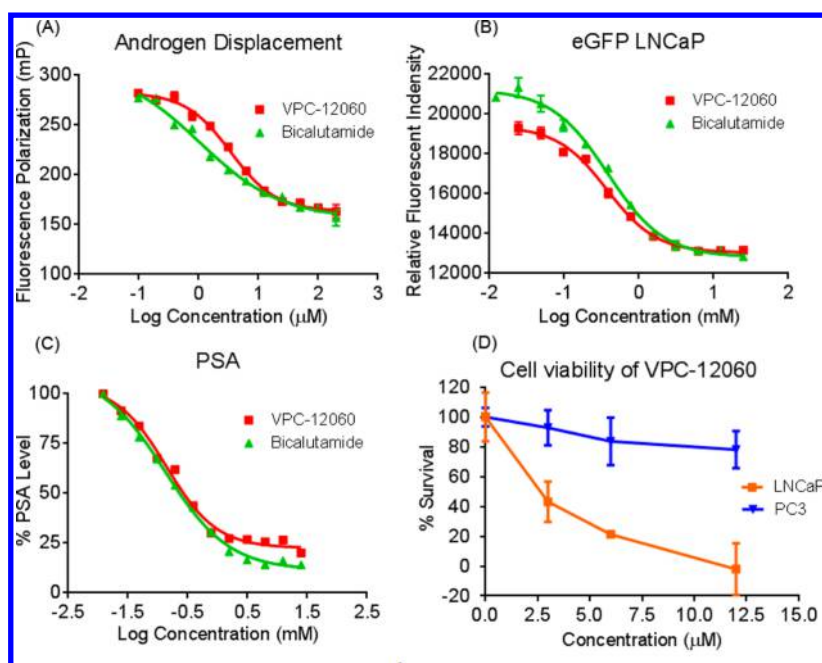 (A)
Androgen Displacement
Fluorescence Polarization (mP)
300
250
200
150
100
VPC-12060
Bicalutamide
-2
-1
0
1
2
3
Log Concentration (μM)
(B)
eGFP LNCaP
Relative Fluorescent Indensity
22000
20000
18000
16000
14000
12000
VPC-12060
Bicalutamide
-2
-1
0
1
2
Log Concentration (mM)
(C)
PSA
% PSA Level
100
75
50
25
0
VPC-12060
Bicalutamide
-2.5
-1.5
-0.5
0.5
1.5
2.5
Log Concentration (mM)
(D)
Cell viability of VPC-12060
% Survival
120
100
80
60
40
20
0
-20
LNCaP
PC3
0.0
2.5
5.0
7.5
10.0
12.5
15.0
Concentration (μM)